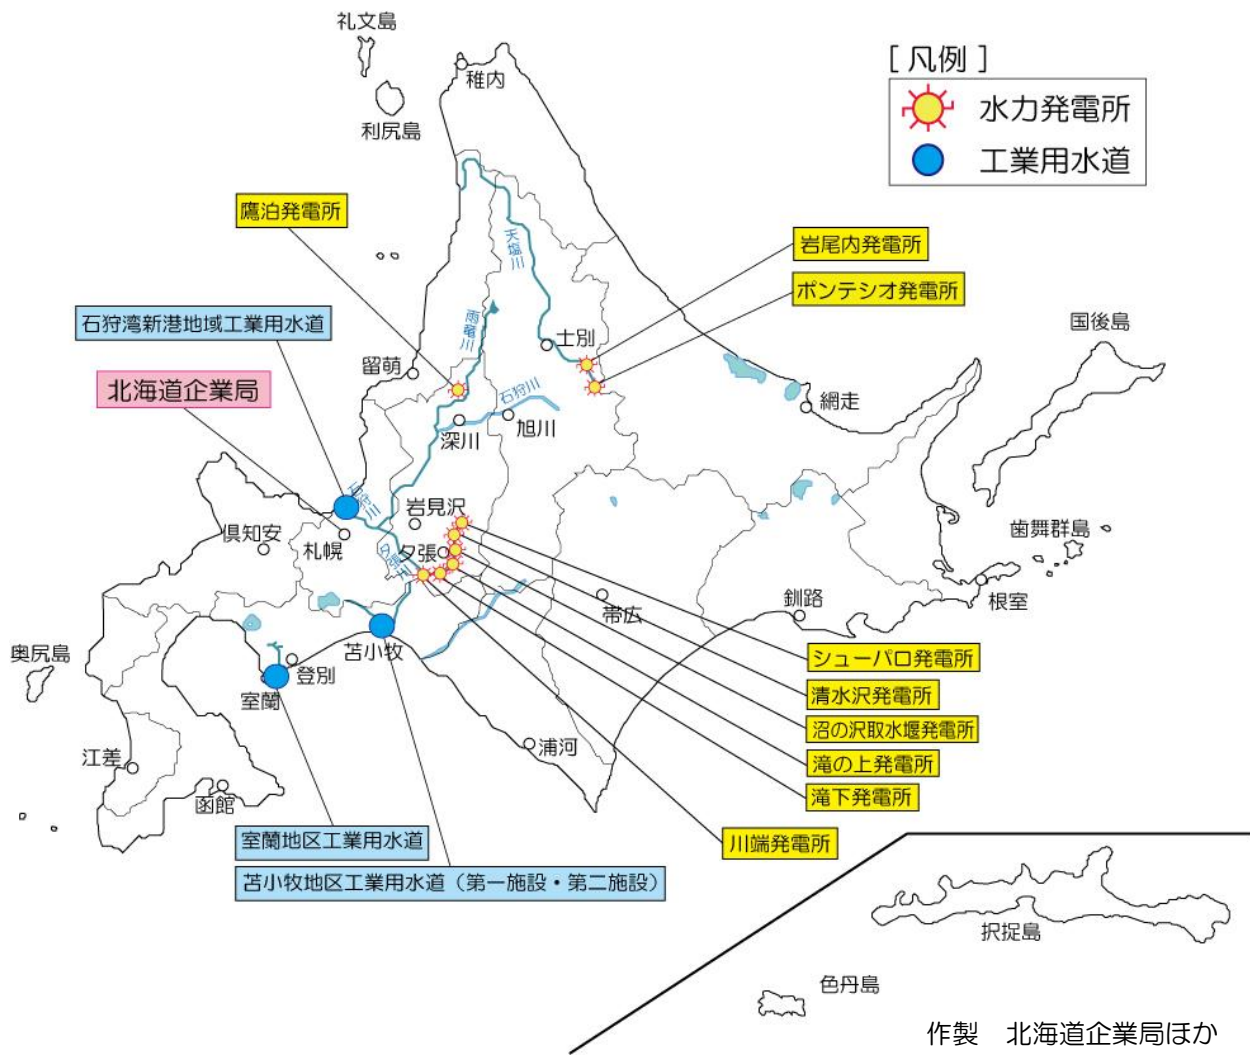 礼文島
[ 凡例 ]
稚内
水力発電所
利尻島
工業用水道
鷹泊発電所
天塩川
岩尾内発電所
ポンテシオ発電所
石狩湾新港地域工業用水道
雨竜川
士別
国後島
留萌
北海道企業局
石狩川
網走
深川
旭川
石狩川
岩見沢
倶知安
札幌
夕張
夕張川
歯舞群島
帯広
釧路
根室
苫小牧
奥尻島
登別
シューパロ発電所
室蘭
清水沢発電所
沼の沢取水堰発電所
浦河
江差
滝の上発電所
滝下発電所
函館
室蘭地区工業用水道
川端発電所
苫小牧地区工業用水道（第一施設・第二施設）
択捉島
色丹島
作製　北海道企業局ほか